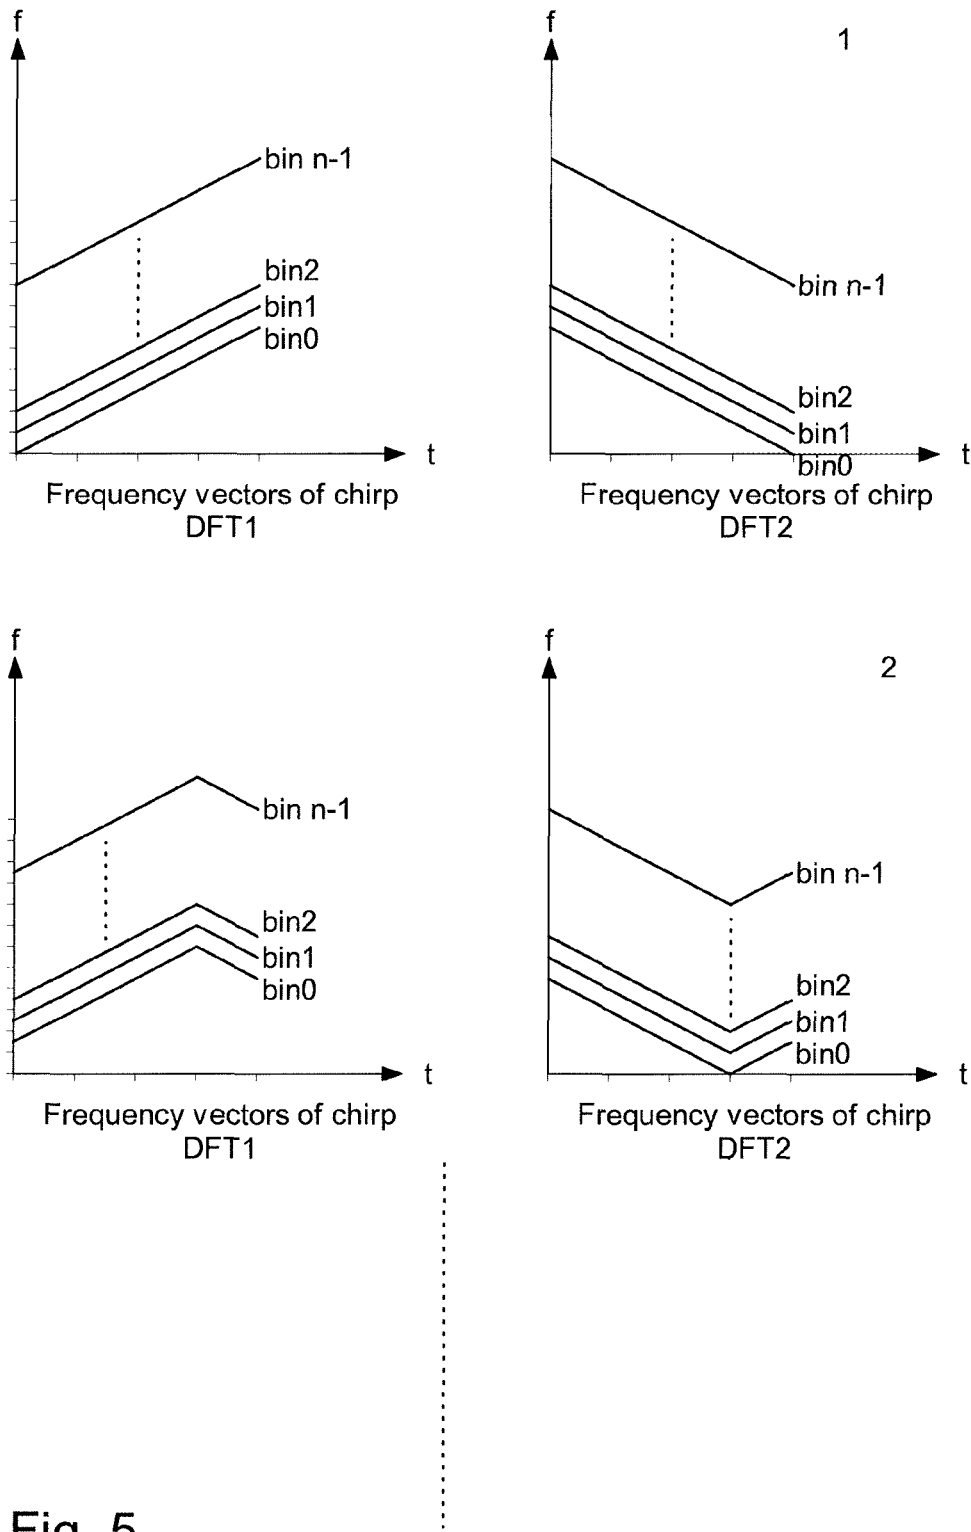 f
bin n-1
bin2
bin1
bin0
t
Frequency vectors of chirp
DFT1
f
1
bin n-1
bin2
bin1
bin0
t
Frequency vectors of chirp
DFT2
f
bin n-1
bin2
bin1
bin0
t
Frequency vectors of chirp
DFT1
f
2
bin n-1
bin2
bin1
bin0
t
Frequency vectors of chirp
DFT2
Fig. 5